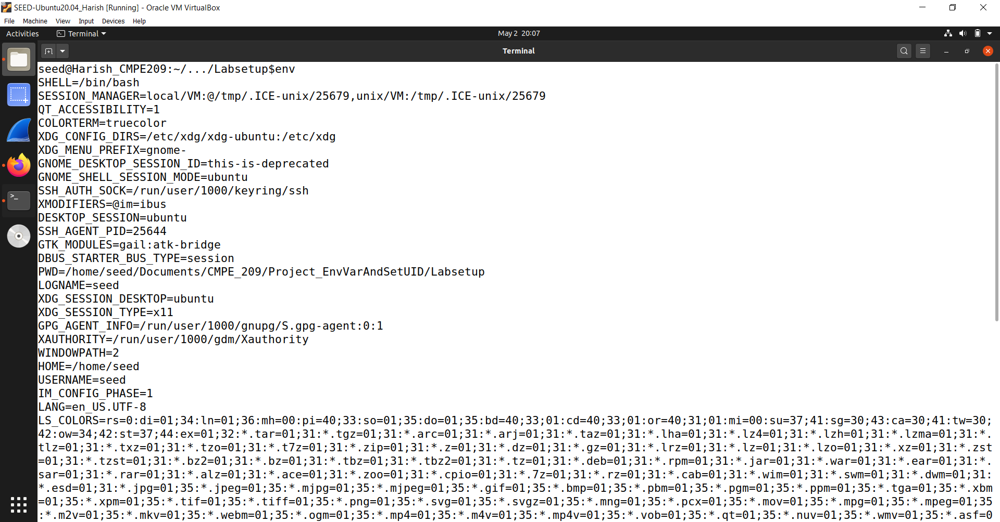 SEED-Ubuntu20.04_Harish [Running] - Oracle VM VirtualBox
File Machine View Input Devices Help
Activities Terminal May 2 20:07
Terminal
seed@Harish_CMPE209:~/.../Labsetup$env
SHELL=/bin/bash
SESSION_MANAGER=local/VM:@/tmp/.ICE-unix/25679,unix/VM:/tmp/.ICE-unix/25679
QT_ACCESSIBILITY=1
COLORTERM=truecolor
XDG_CONFIG_DIRS=/etc/xdg/xdg-ubuntu:/etc/xdg
XDG_MENU_PREFIX=gnome-
GNOME_DESKTOP_SESSION_ID=this-is-deprecated
GNOME_SHELL_SESSION_MODE=ubuntu
SSH_AUTH_SOCK=/run/user/1000/keyring/ssh
XMODIFIERS=@im=ibus
DESKTOP_SESSION=ubuntu
SSH_AGENT_PID=25644
GTK_MODULES=gail:atk-bridge
DBUS_STARTER_BUS_TYPE=session
PWD=/home/seed/Documents/CMPE_209/Project_EnvVarAndSetUID/Labsetup
LOGNAME=seed
XDG_SESSION_DESKTOP=ubuntu
XDG_SESSION_TYPE=x11
GPG_AGENT_INFO=/run/user/1000/gnupg/S.gpg-agent:0:1
XAUTHORITY=/run/user/1000/gdm/Xauthority
WINDOWPATH=2
HOME=/home/seed
USERNAME=seed
IM_CONFIG_PHASE=1
LANG=en_US.UTF-8
LS_COLORS=rs=0:di=01;34:ln=01;36:mh=00:pi=40;33:so=01;35:do=01;35:bd=40;33;01:cd=40;33;01:or=40;31;01:mi=00:su=37;41:sg=30;43:ca=30;41:tw=30;
42:ow=34;42:st=37;44:ex=01;32:*.tar=01;31:*.tgz=01;31:*.arc=01;31:*.arj=01;31:*.taz=01;31:*.lha=01;31:*.lz4=01;31:*.lzh=01;31:*.lzma=01;31:*.
tlz=01;31:*.txz=01;31:*.tzo=01;31:*.t7z=01;31:*.zip=01;31:*.z=01;31:*.dz=01;31:*.gz=01;31:*.lrz=01;31:*.lz=01;31:*.lzo=01;31:*.xz=01;31:*.zst
=01;31:*.tzst=01;31:*.bz2=01;31:*.bz=01;31:*.tbz=01;31:*.tbz2=01;31:*.tz=01;31:*.deb=01;31:*.rpm=01;31:*.jar=01;31:*.war=01;31:*.ear=01;31:*.
sar=01;31:*.rar=01;31:*.alz=01;31:*.ace=01;31:*.zoo=01;31:*.cpio=01;31:*.7z=01;31:*.rz=01;31:*.cab=01;31:*.wim=01;31:*.swm=01;31:*.dwm=01;31:
*.esd=01;31:*.jpg=01;35:*.jpeg=01;35:*.mjpg=01;35:*.mjpeg=01;35:*.gif=01;35:*.bmp=01;35:*.pbm=01;35:*.pgm=01;35:*.ppm=01;35:*.tga=01;35:*.xbm
=01;35:*.xpm=01;35:*.tif=01;35:*.tiff=01;35:*.png=01;35:*.svg=01;35:*.svgz=01;35:*.mng=01;35:*.pcx=01;35:*.mov=01;35:*.mpg=01;35:*.mpeg=01;35
:*.m2v=01;35:*.mkv=01;35:*.webm=01;35:*.ogm=01;35:*.mp4=01;35:*.m4v=01;35:*.mp4v=01;35:*.vob=01;35:*.qt=01;35:*.nuv=01;35:*.wmv=01;35:*.asf=0